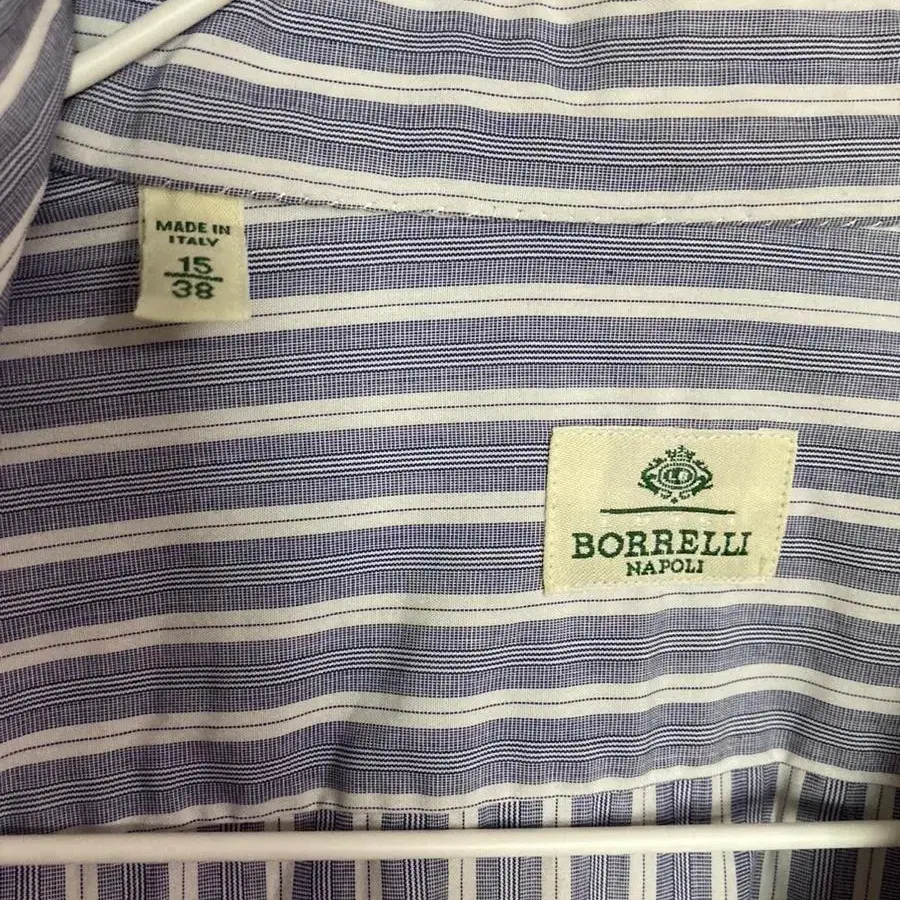 MADE IN
ITALY
15
38
BORRELLI
NAPOLI